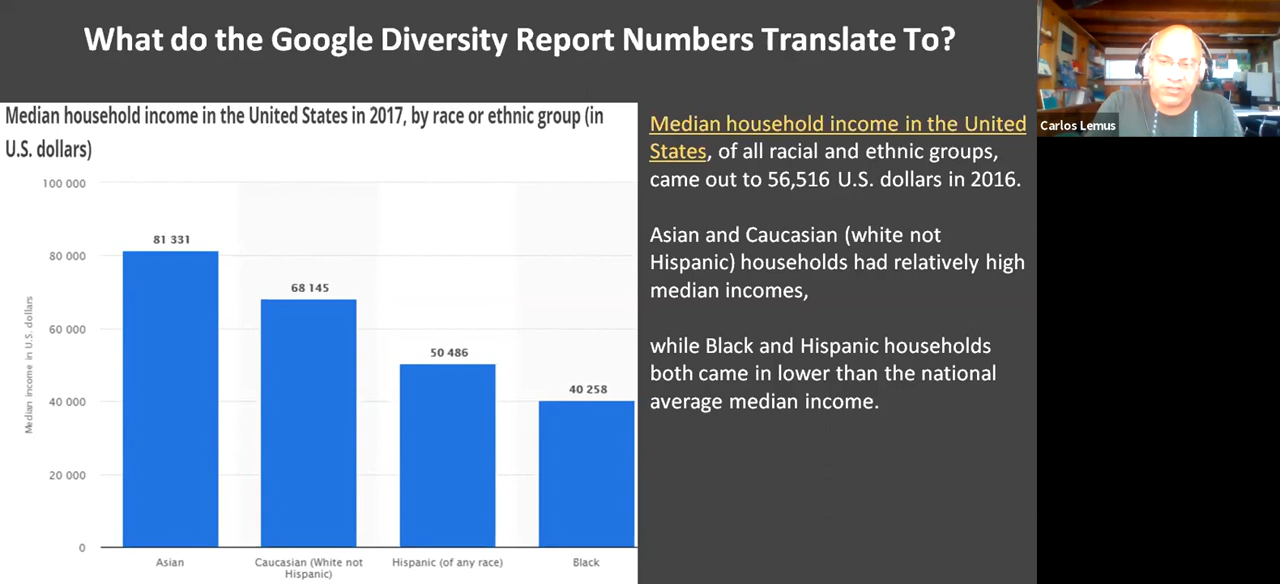 What do the Google Diversity Report Numbers Translate To?
Median household income in the United States in 2017, by race or ethnic group (in
U.S. dollars)
100 000
80 000
60 000
40 000
20 000
0
Median income in U.S. dollars
81 331
68 145
50 486
40 258
Asian
Caucasian (White not
Hispanic)
Hispanic (of any race)
Black
Median household income in the United
States, of all racial and ethnic groups,
came out to 56,516 U.S. dollars in 2016.
Asian and Caucasian (white not
Hispanic) households had relatively high
median incomes,
while Black and Hispanic households
both came in lower than the national
average median income.
Carlos Lemus